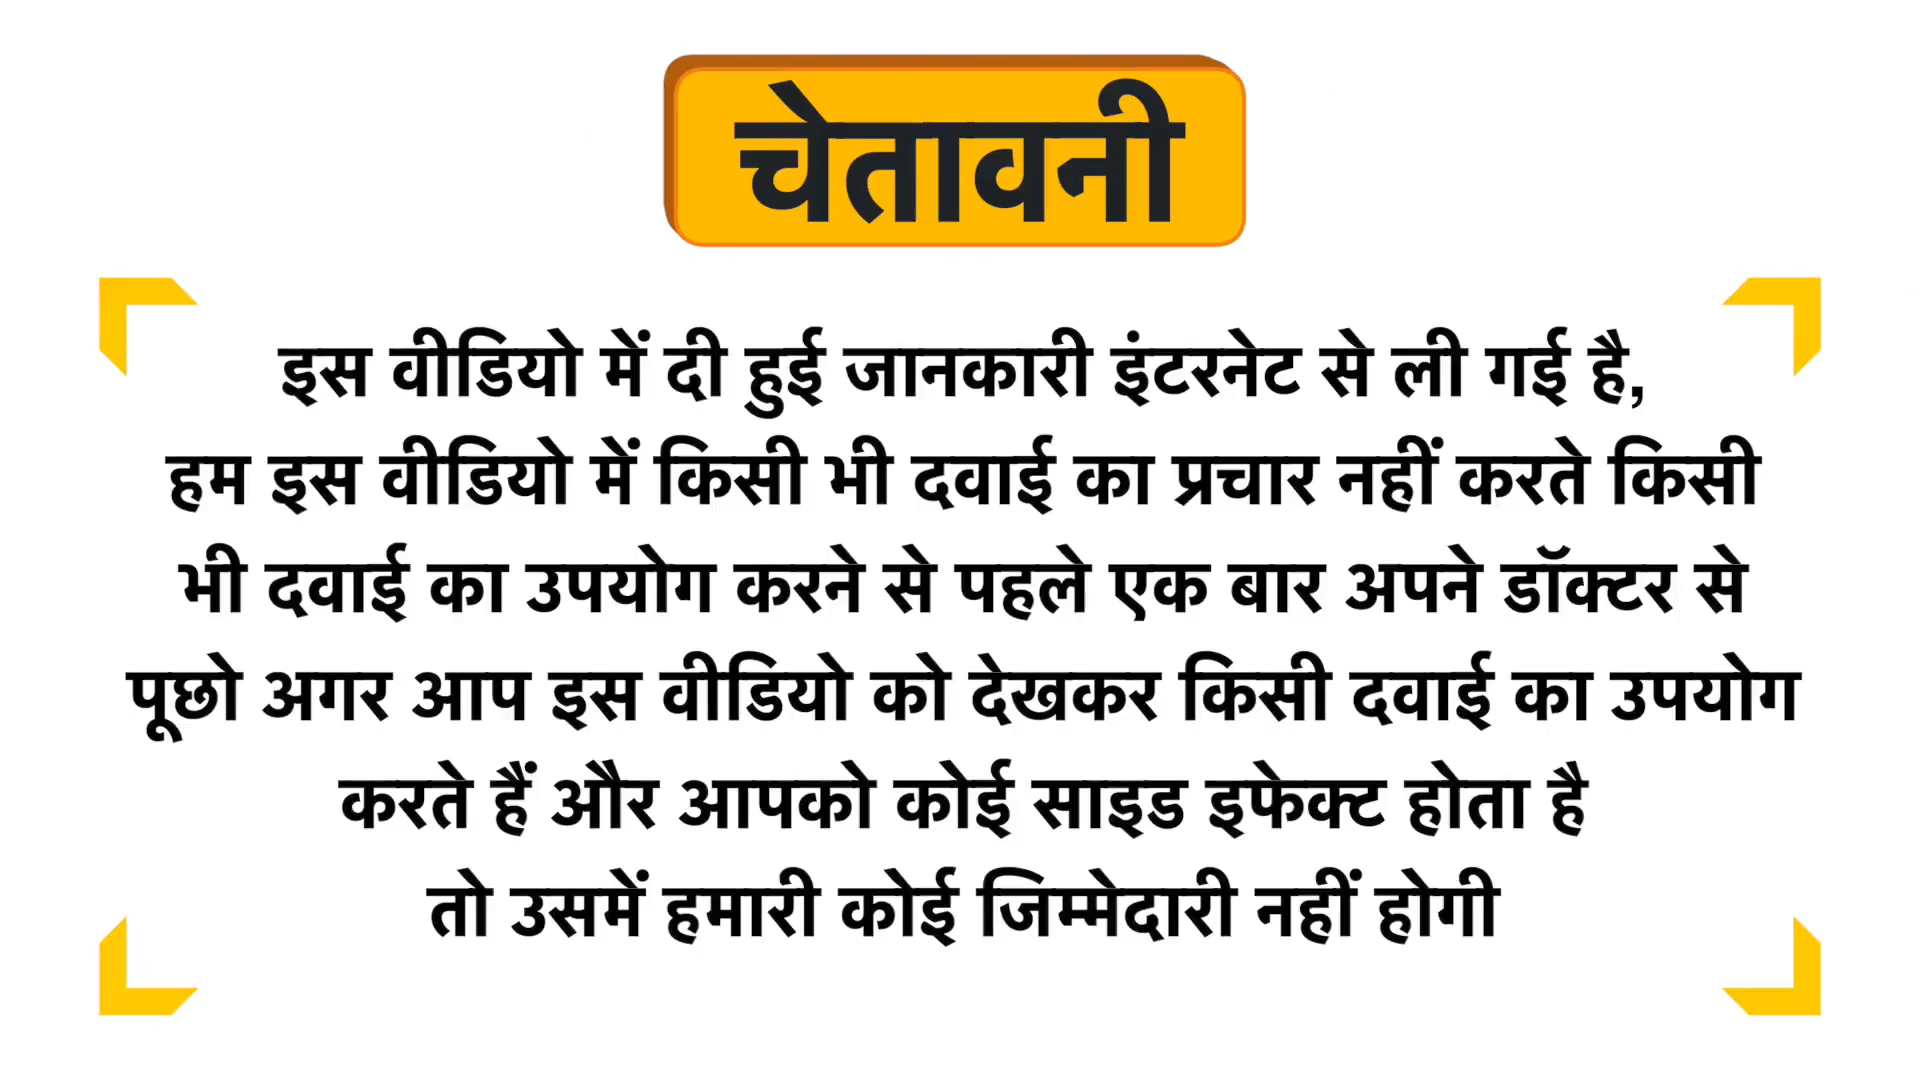 चेतावनी
इस वीडियो में दी हुई जानकारी इंटरनेट से ली गई है,
हम इस वीडियो में किसी भी दवाई का प्रचार नहीं करते किसी
भी दवाई का उपयोग करने से पहले एक बार अपने डॉक्टर से
पूछो अगर आप इस वीडियो को देखकर किसी दवाई का उपयोग
करते हैं और आपको कोई साइड इफेक्ट होता है
तो उसमें हमारी कोई जिम्मेदारी नहीं होगी